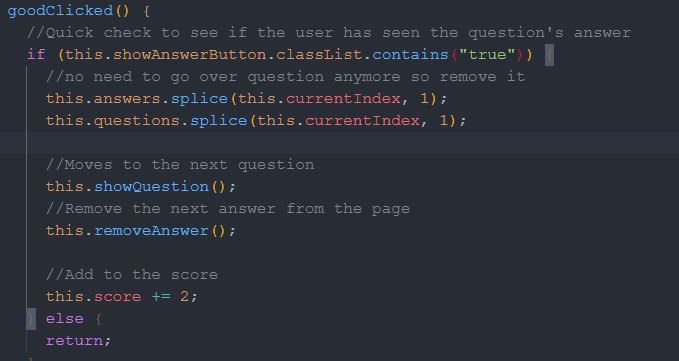 goodClicked() {
//Quick check to see if the user has seen the question's answer
if (this.showAnswerButton.classList.contains("true")) {
//no need to go over question anymore so remove it
this.answers.splice(this.currentIndex, 1);
this.questions.splice(this.currentIndex, 1);
//Moves to the next question
this.showQuestion();
//Remove the next answer from the page
this.removeAnswer();
//Add to the score
this.score += 2;
} else {
return;
}